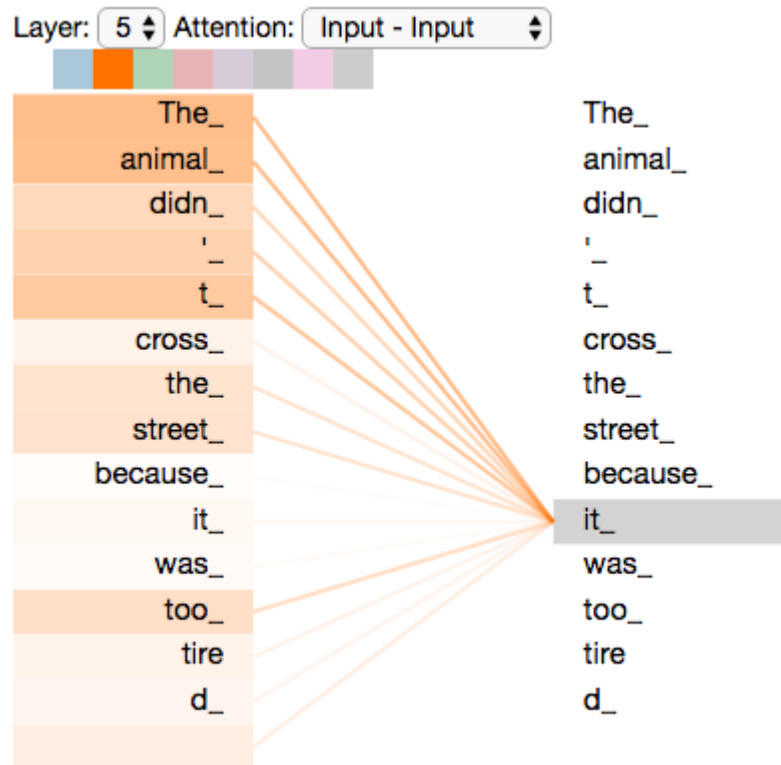 Layer: 5 Attention: Input - Input
The_ The_
animal_ animal_
didn_ didn_
'_ '_
t_ t_
cross_ cross_
the_ the_
street_ street_
because_ because_
it_ it_
was_ was_
too_ too_
tire tire
d_ d_